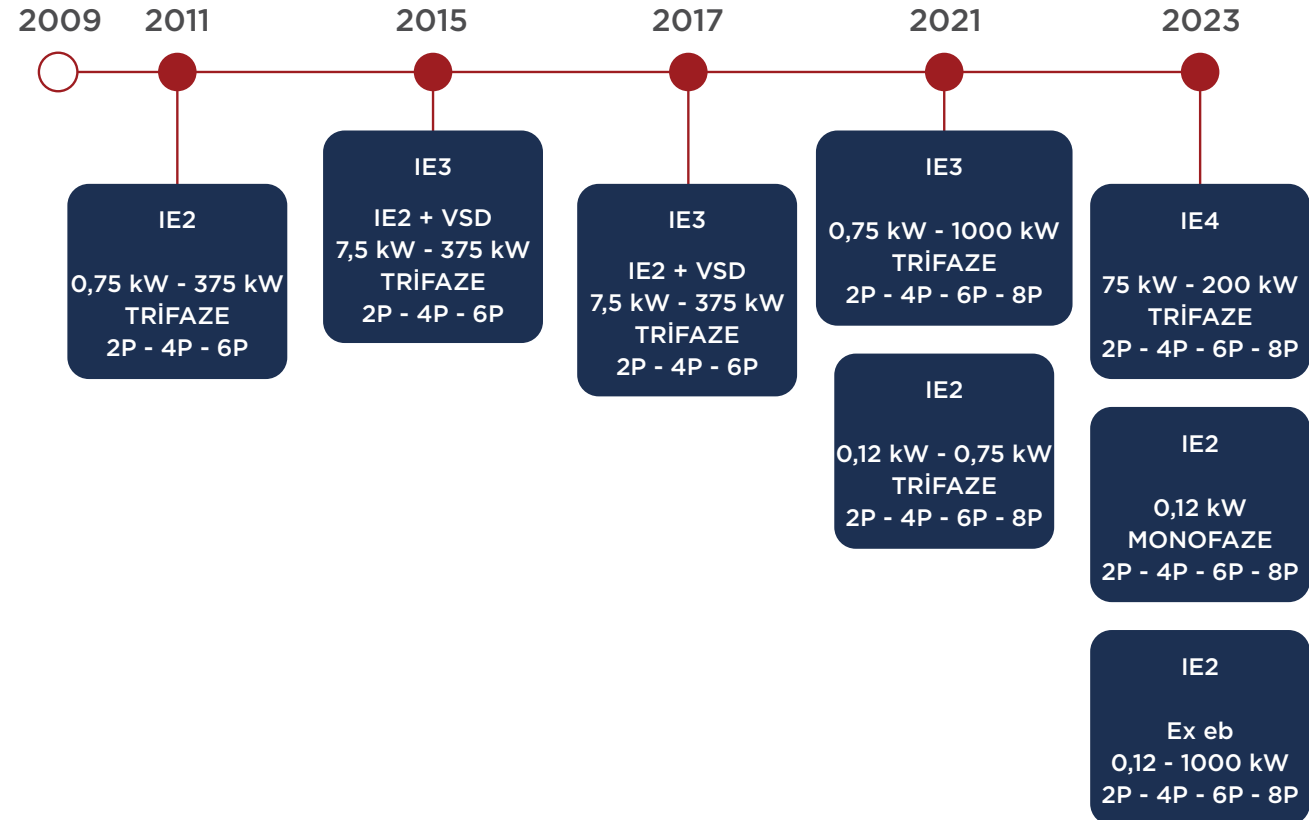 2009
2011
2015
2017
2021
2023
IE2
0,75 kW - 375 kW
TRİFAZE
2P - 4P - 6P
IE3
IE2 + VSD
7,5 kW - 375 kW
TRİFAZE
2P - 4P - 6P
IE3
IE2 + VSD
7,5 kW - 375 kW
TRİFAZE
2P - 4P - 6P
IE3
0,75 kW - 1000 kW
TRİFAZE
2P - 4P - 6P - 8P
IE2
0,12 kW - 0,75 kW
TRİFAZE
2P - 4P - 6P - 8P
IE4
75 kW - 200 kW
TRİFAZE
2P - 4P - 6P - 8P
IE2
0,12 kW
MONOFAZE
2P - 4P - 6P - 8P
IE2
Ex eb
0,12 - 1000 kW
2P - 4P - 6P - 8P